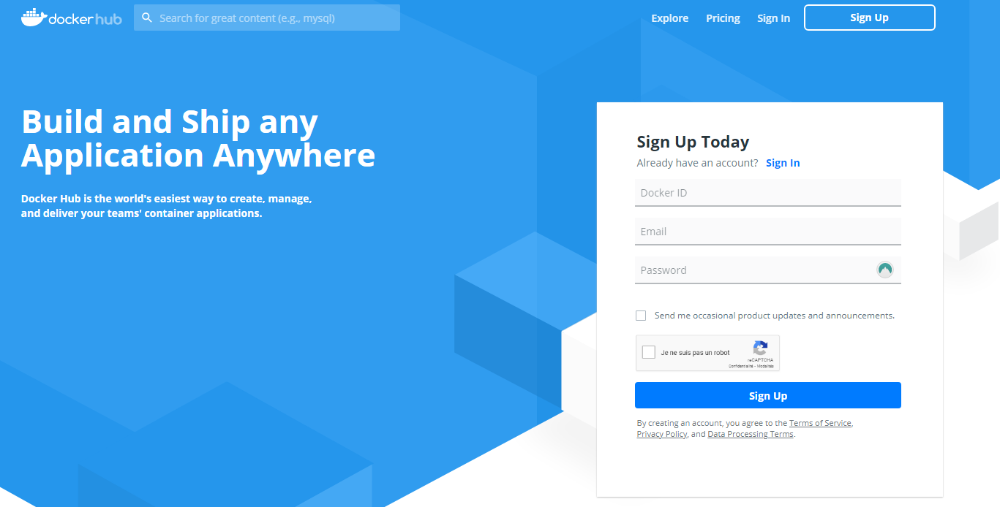 docker hub
Search for great content (e.g., mysql)
Explore
Pricing
Sign In
Sign Up
Build and Ship any
Application Anywhere
Docker Hub is the world's easiest way to create, manage,
and deliver your teams' container applications.
Sign Up Today
Already have an account? Sign In
Docker ID
Email
Password
Send me occasional product updates and announcements.
Je ne suis pas un robot
reCAPTCHA
Confidentialité - Modalités
Sign Up
By creating an account, you agree to the Terms of Service,
Privacy Policy, and Data Processing Terms.